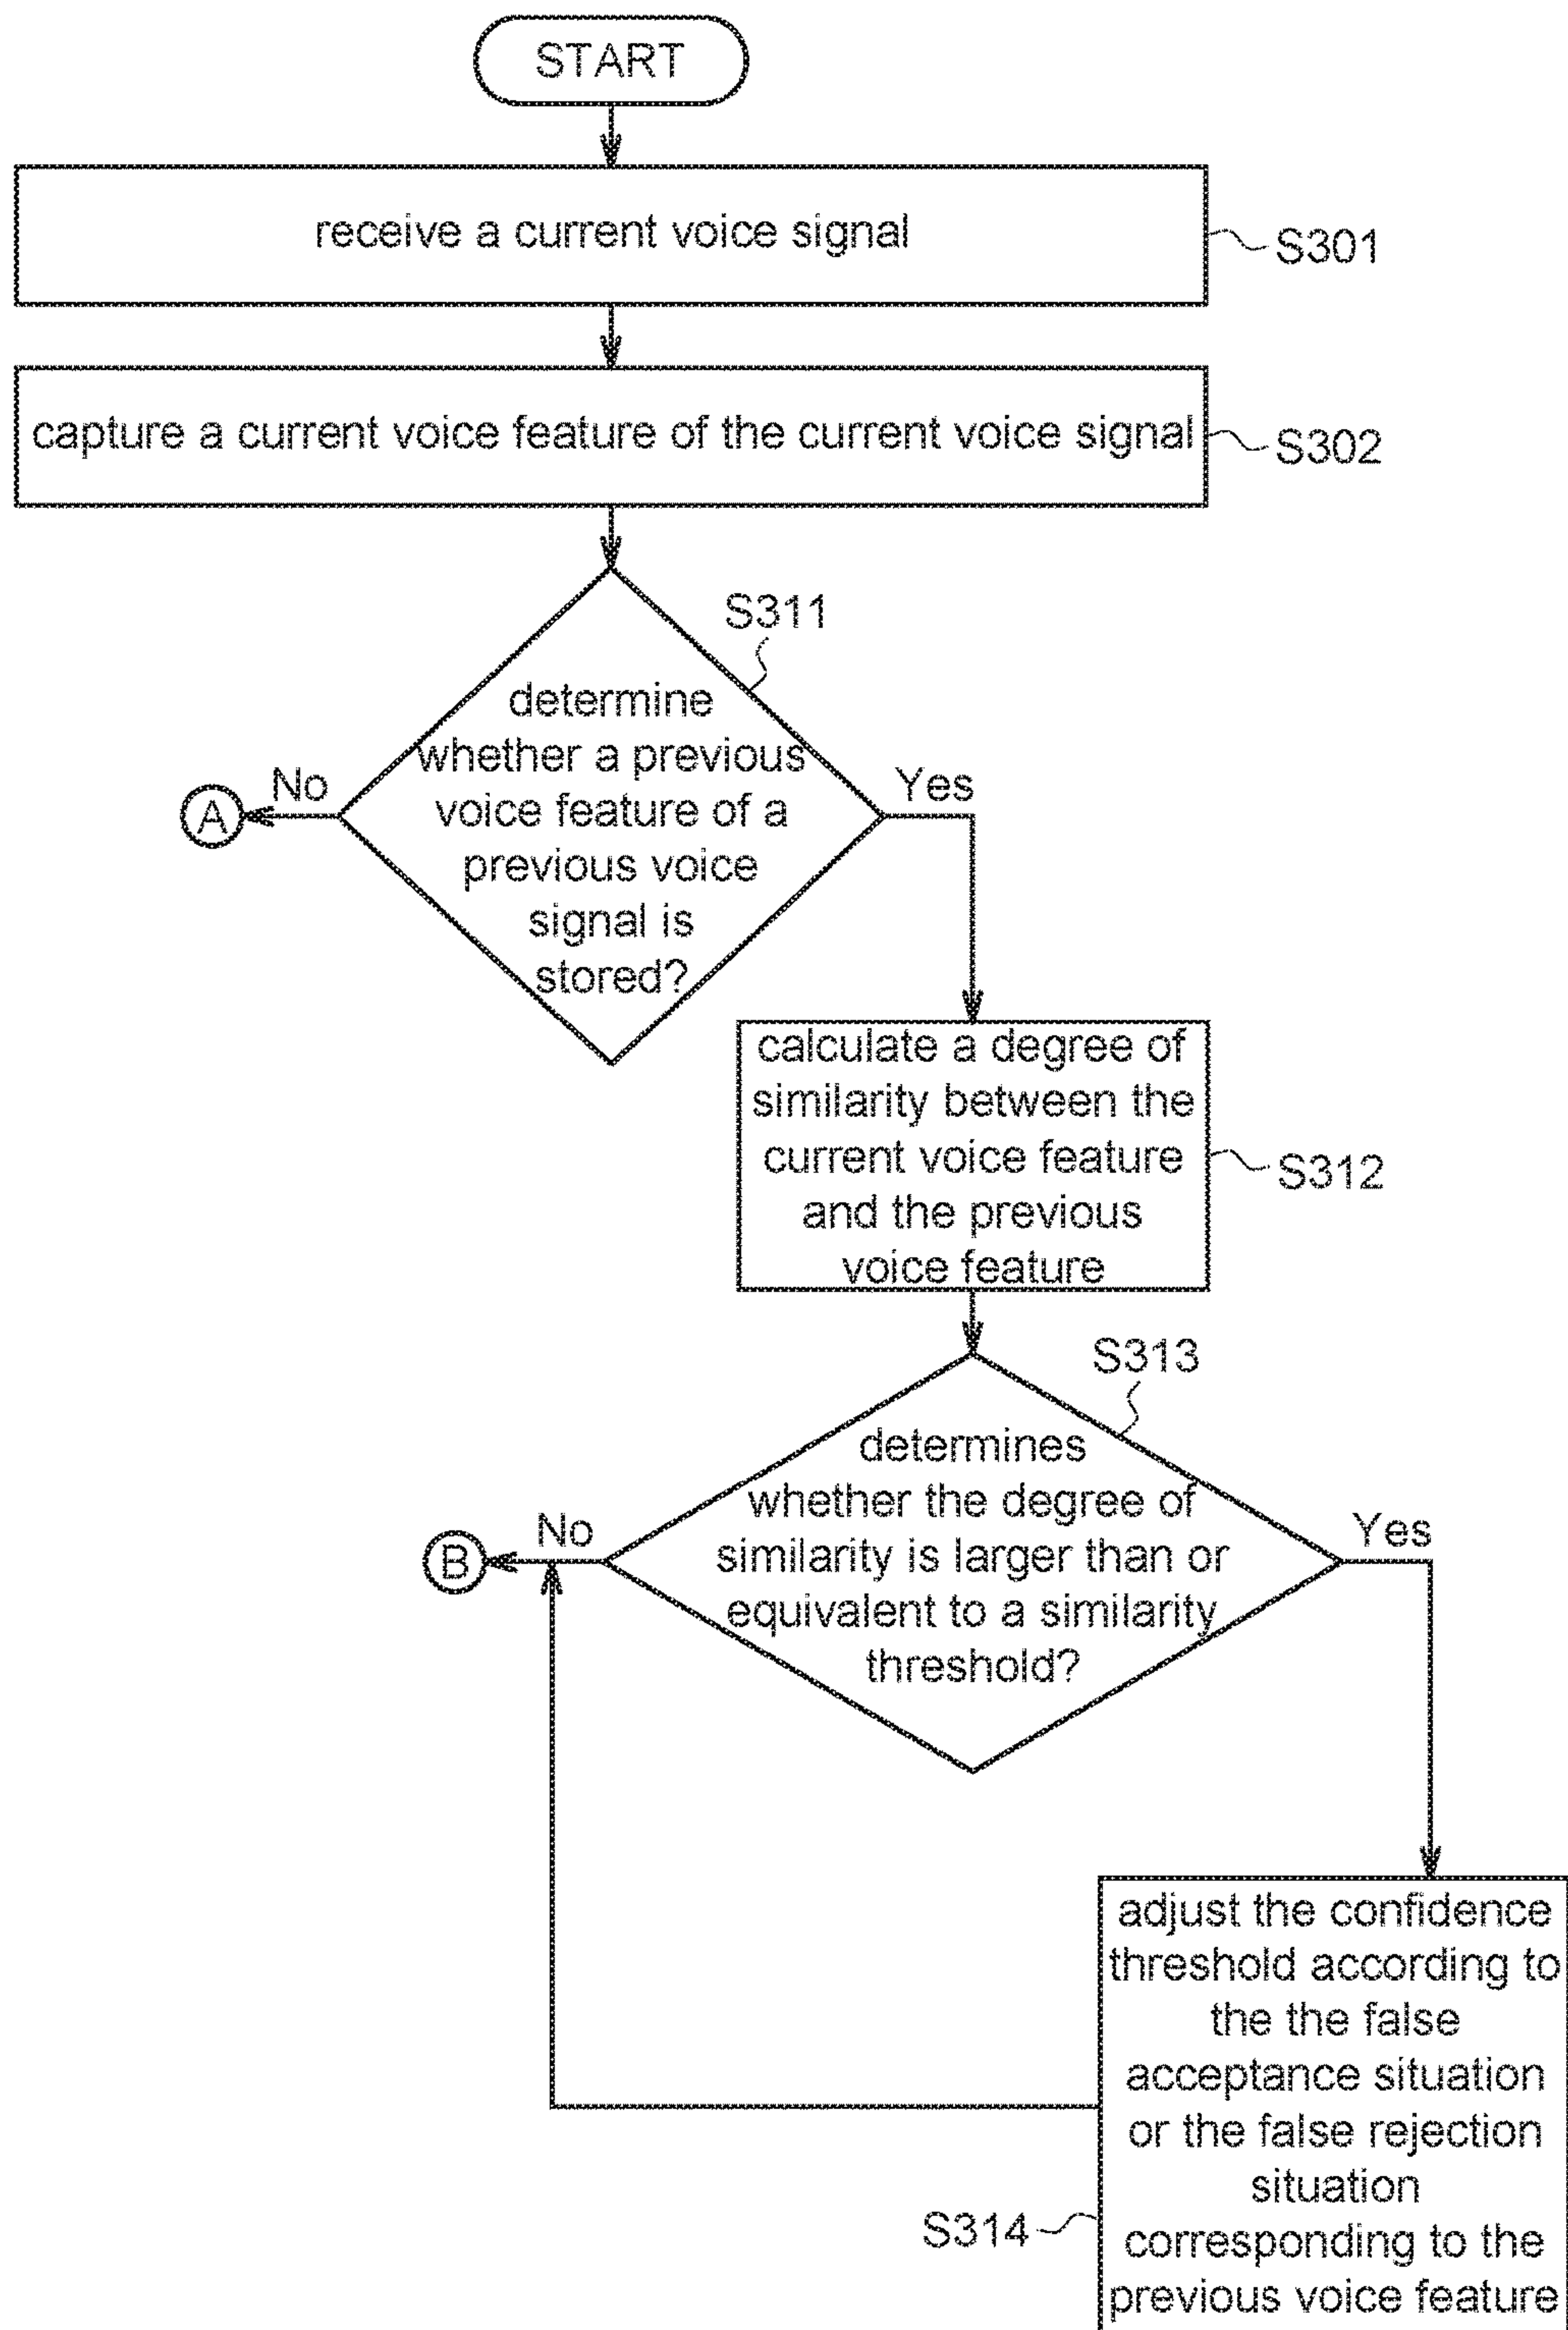 START
receive a current voice signal
S301
capture a current voice feature of the current voice signal
S302
S311
determine
whether a previous
voice feature of a
previous voice
signal is
stored?
No
A
Yes
calculate a degree of
similarity between the
current voice feature
and the previous
voice feature
S312
S313
determines
whether the degree of
similarity is larger than or
equivalent to a similarity
threshold?
No
B
Yes
adjust the confidence
threshold according to
the the false
acceptance situation
or the false rejection
situation
corresponding to the
previous voice feature
S314